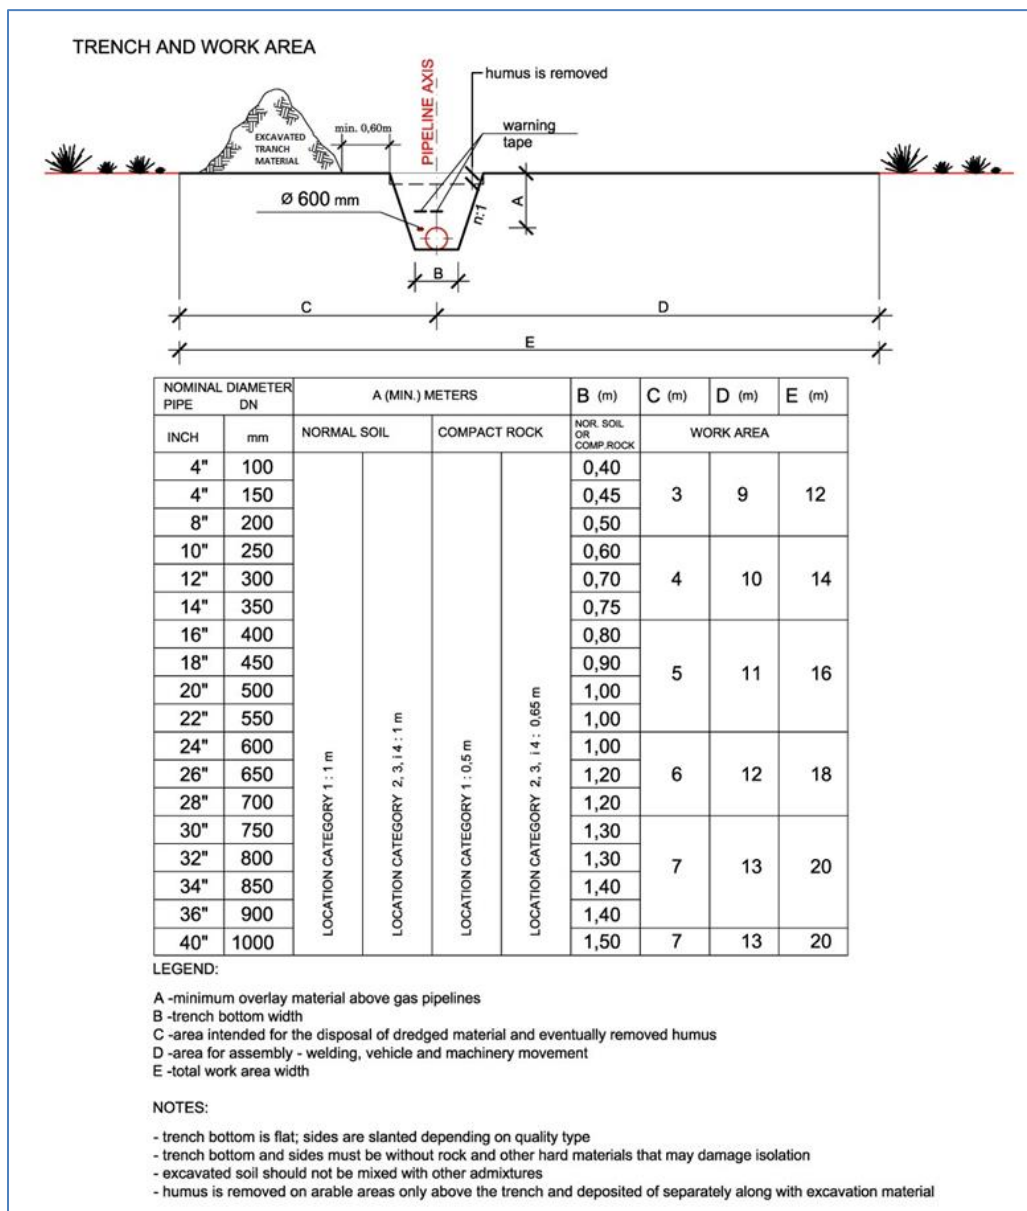 TRENCH AND WORK AREA
PIPELINE AXIS
humus is removed
warning
tape
min. 0,60m
EXCAVATED
TRANCH
MATERIAL
Ø 600 mm
n:1
A
B
C
D
E
NOMINAL DIAMETER
PIPE DN
A (MIN.) METERS
B (m)
C (m)
D (m)
E (m)
INCH
mm
NORMAL SOIL
COMPACT ROCK
NOR. SOIL
OR
COMP.ROCK
WORK AREA
4" 100 0,40
4" 150 0,45 3 9 12
8" 200 0,50
10" 250 0,60
12" 300 0,70 4 10 14
14" 350 0,75
16" 400 0,80
18" 450 0,90
5 11 16
20" 500 1,00
22" 550 1,00
24" 600 1,00
26" 650 1,20 6 12 18
28" 700 1,20
30" 750 1,30
32" 800 1,30
7 13 20
34" 850 1,40
36" 900 1,40
40" 1000 1,50 7 13 20
LOCATION CATEGORY 1 : 1 m
LOCATION CATEGORY 2, 3, i 4 : 1 m
LOCATION CATEGORY 1 : 0,5 m
LOCATION CATEGORY 2, 3, i 4 : 0,65 m
LEGEND:
A -minimum overlay material above gas pipelines
B -trench bottom width
C -area intended for the disposal of dredged material and eventually removed humus
D -area for assembly - welding, vehicle and machinery movement
E -total work area width
NOTES:
- trench bottom is flat; sides are slanted depending on quality type
- trench bottom and sides must be without rock and other hard materials that may damage isolation
- excavated soil should not be mixed with other admixtures
- humus is removed on arable areas only above the trench and deposited of separately along with excavation material